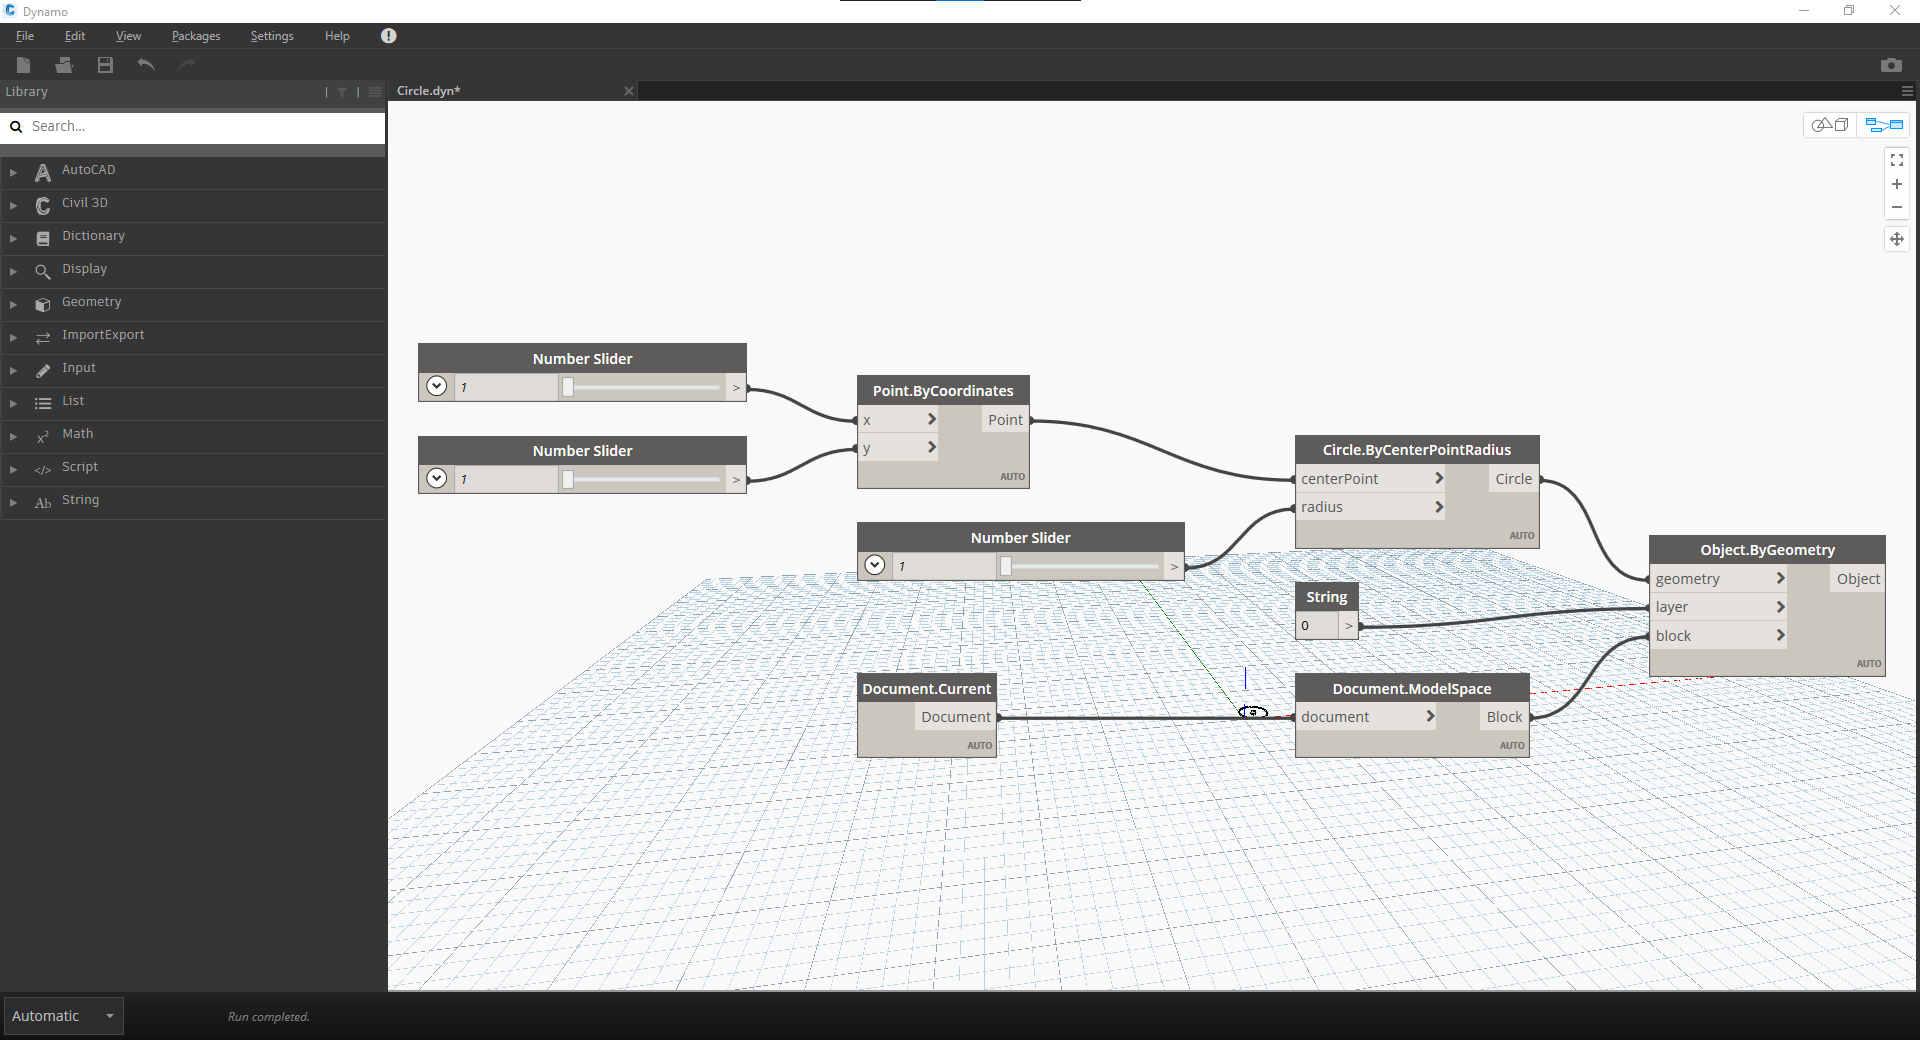 Dynamo
File Edit View Packages Settings Help
Library
Circle.dyn*
Search...
AutoCAD
Civil 3D
Dictionary
Display
Geometry
ImportExport
Input
List
Math
Script
String
Number Slider
1 >
Number Slider
1 >
Point.ByCoordinates
x Point
y
AUTO
Number Slider
1 >
Circle.ByCenterPointRadius
centerPoint Circle
radius
AUTO
String
0 >
Object.ByGeometry
geometry Object
layer
block
AUTO
Document.Current
Document
AUTO
Document.ModelSpace
document Block
AUTO
Automatic
Run completed.